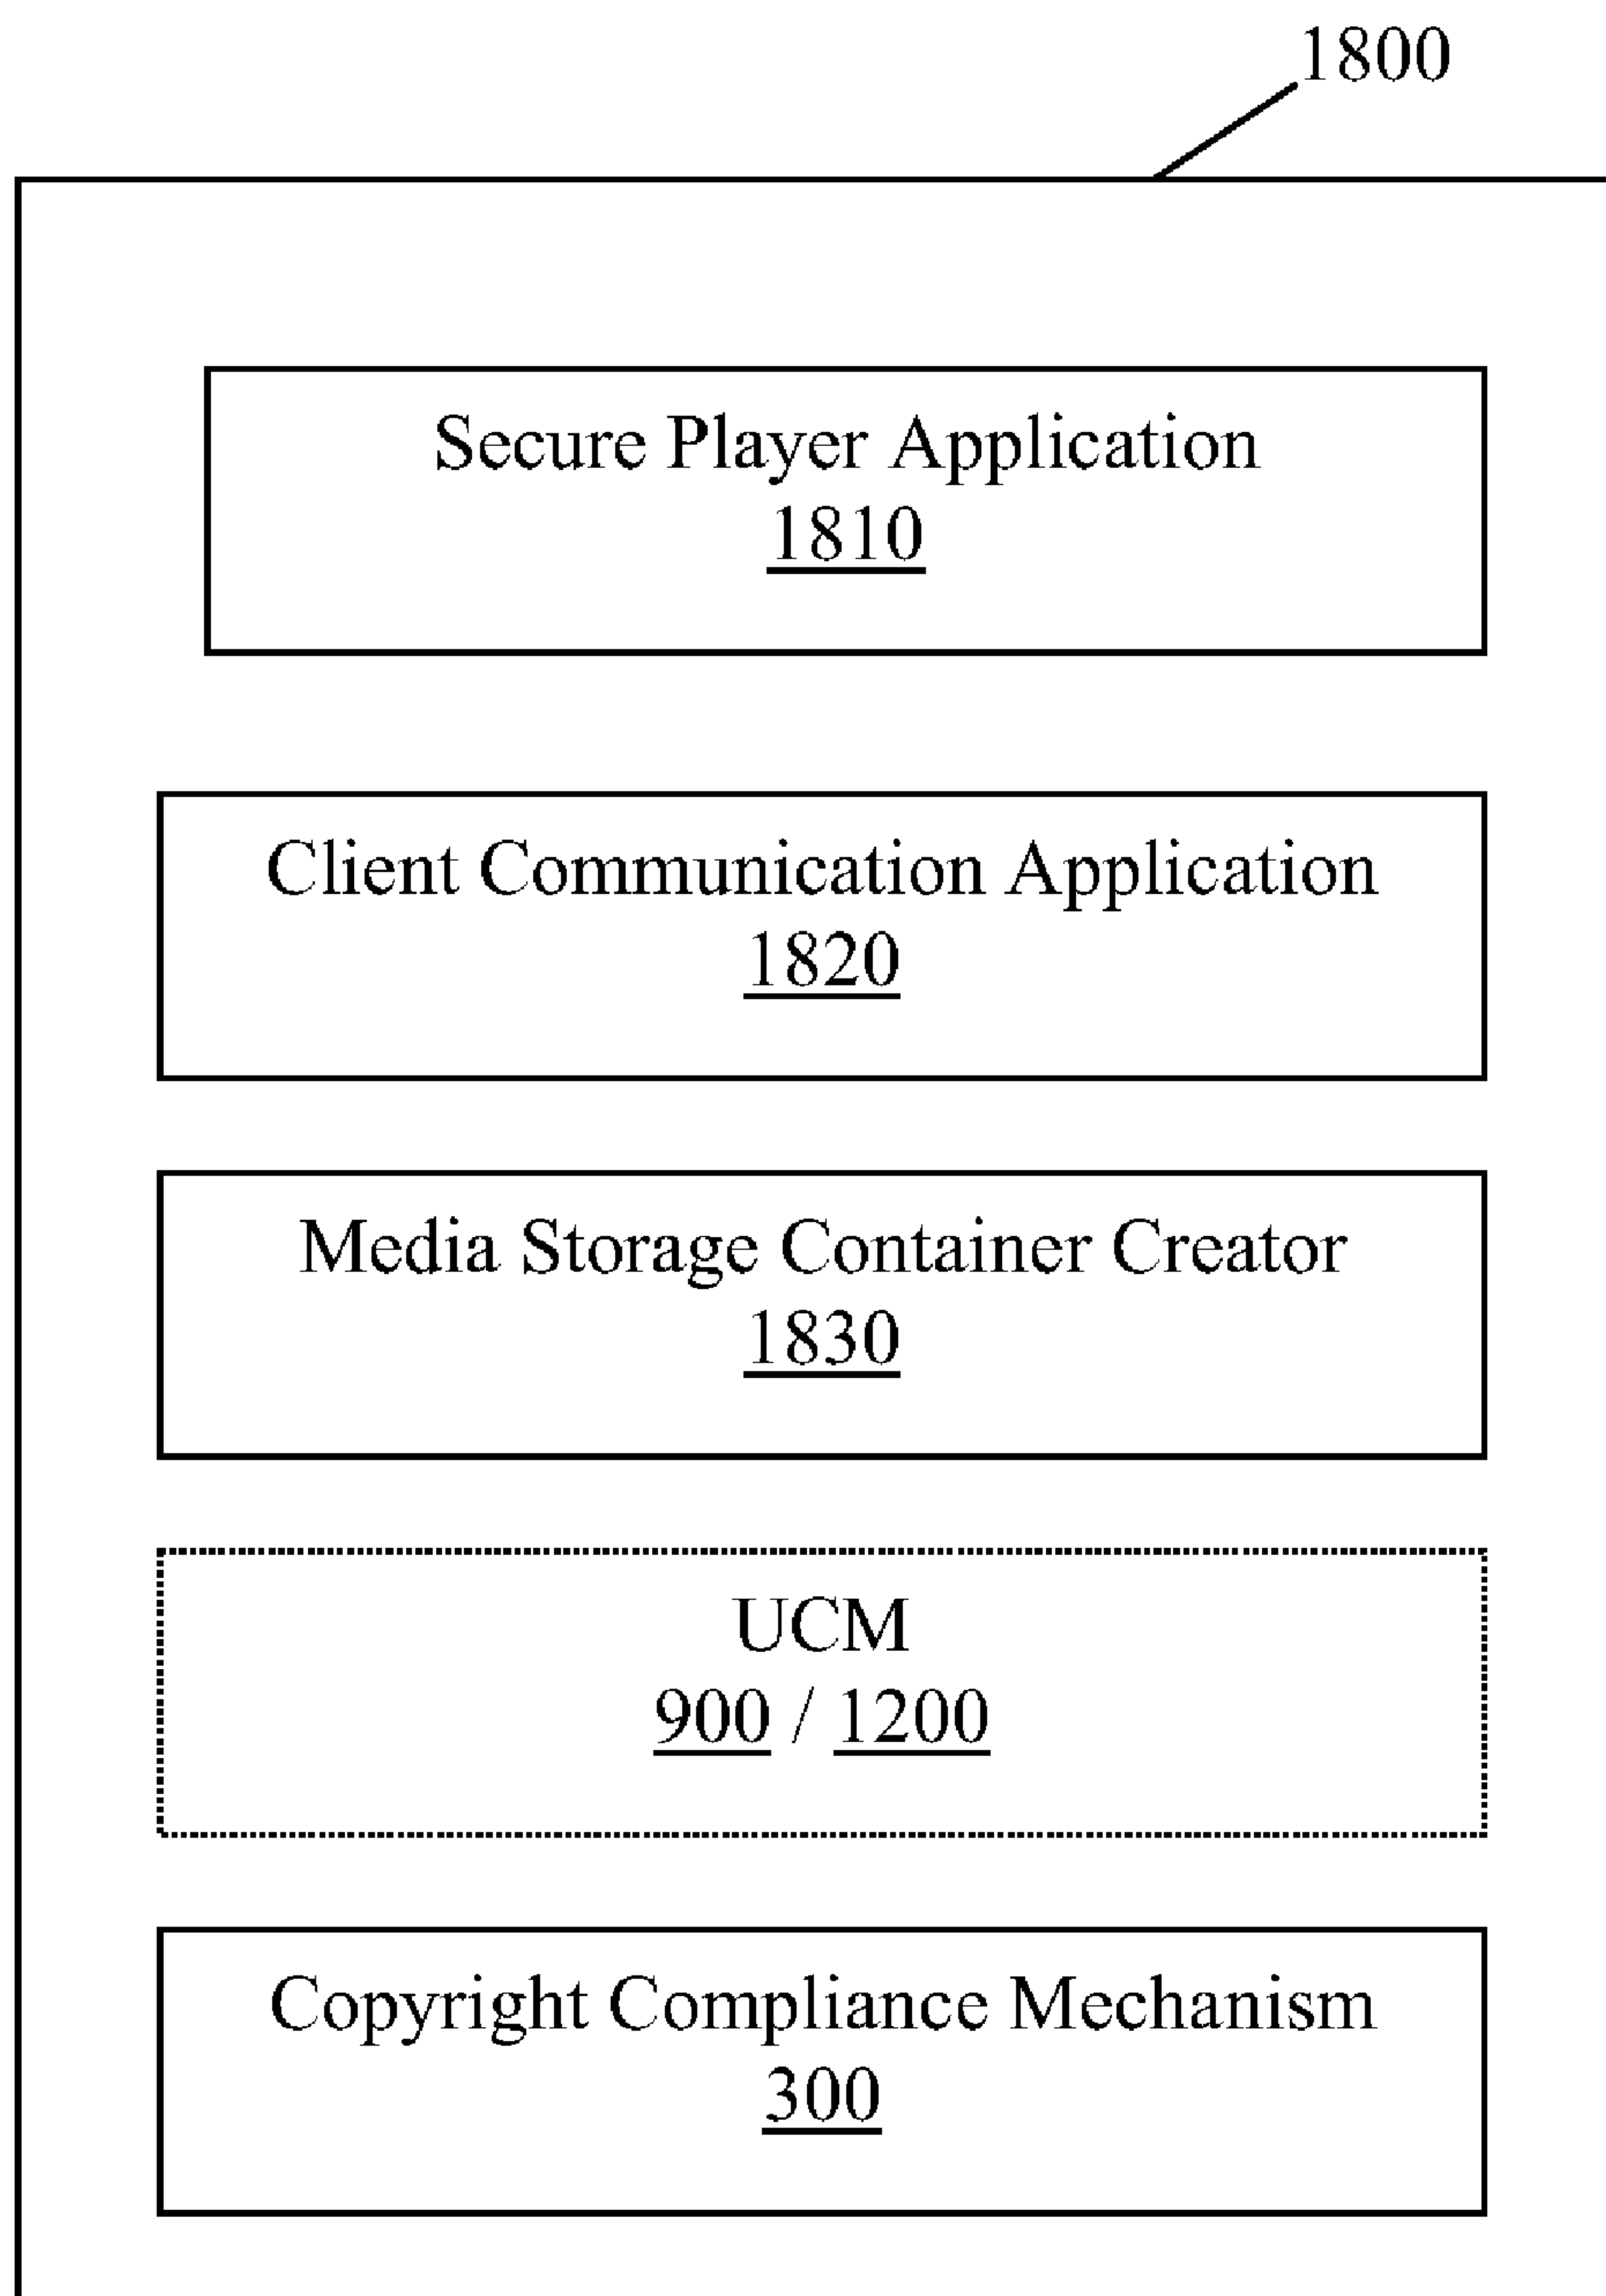 1800
Secure Player Application
1810
Client Communication Application
1820
Media Storage Container Creator
1830
UCM
900 / 1200
Copyright Compliance Mechanism
300